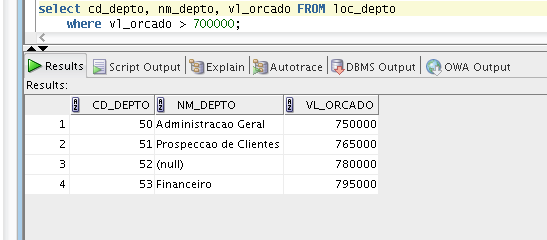 select cd_depto, nm_depto, vl_orcado FROM loc_depto
where vl_orcado > 700000;
Results Script Output Explain Autotrace DBMS Output OWA Output
Results:
CD_DEPTO NM_DEPTO VL_ORCADO
1 50 Administracao Geral 750000
2 51 Prospeccao de Clientes 765000
3 52 (null) 780000
4 53 Financeiro 795000